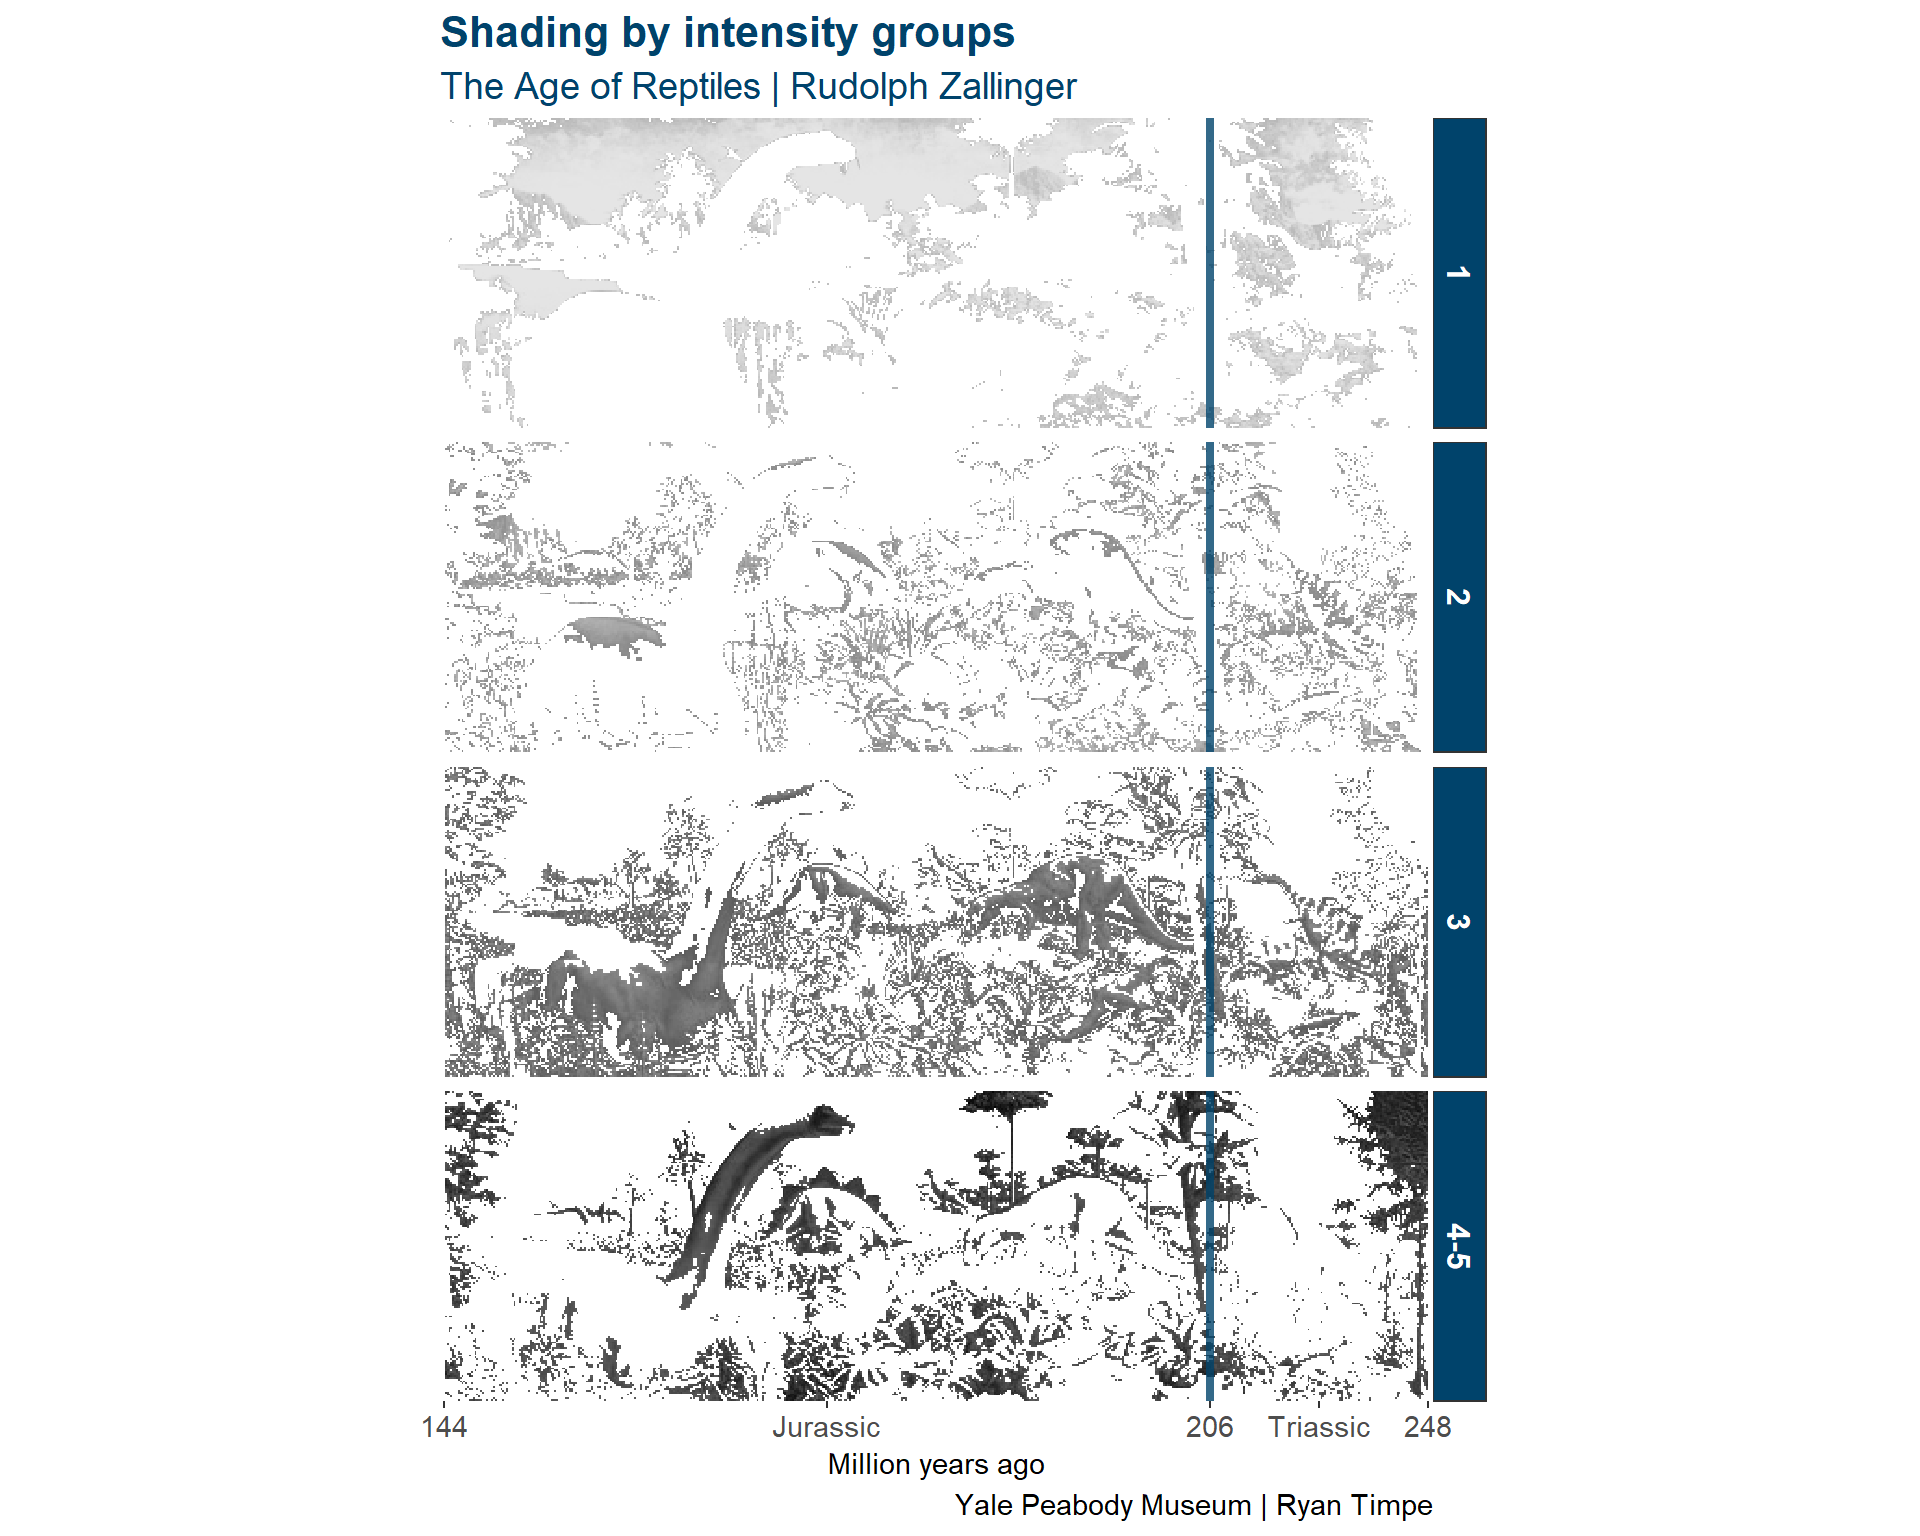 Shading by intensity groups
The Age of Reptiles | Rudolph Zallinger
1
2
3
4-5
144 Jurassic 206 Triassic 248
Million years ago
Yale Peabody Museum | Ryan Timpe